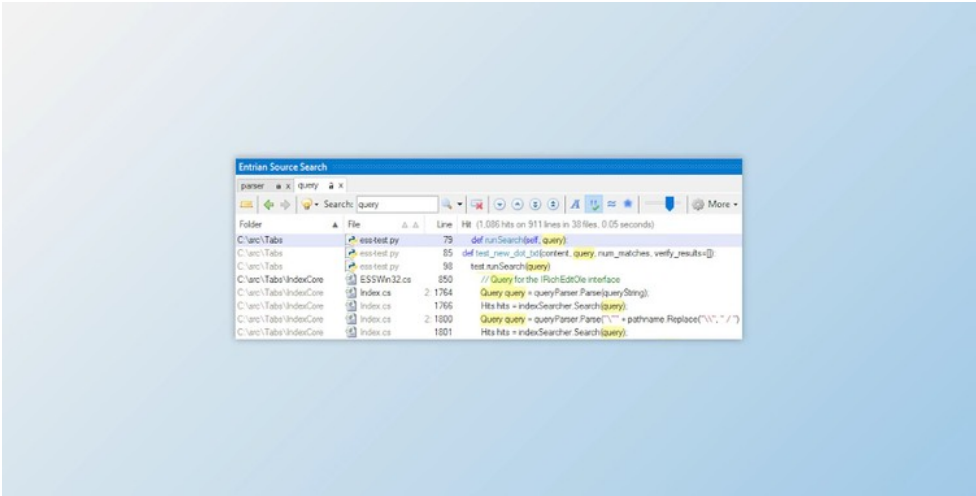 Entrian Source Search
parser x query x
Search: query More
Folder File Line Hit (1,086 hits on 911 lines in 38 files, 0.05 seconds)
C:\src\Tabs ess-test.py 79 def runSearch(self, query):
C:\src\Tabs ess-test.py 85 def test_new_dot_txt(content, query, num_matches, verify_results=[]):
C:\src\Tabs ess-test.py 98 test.runSearch(query)
C:\src\Tabs\IndexCore ESSWin32.cs 850 // Query for the IRichEditOle interface
C:\src\Tabs\IndexCore Index.cs 2: 1764 Query query = queryParser.Parse(queryString);
C:\src\Tabs\IndexCore Index.cs 1766 Hits hits = indexSearcher.Search(query);
C:\src\Tabs\IndexCore Index.cs 2: 1800 Query query = queryParser.Parse("\"" + pathname.Replace("\\", "/")
C:\src\Tabs\IndexCore Index.cs 1801 Hits hits = indexSearcher.Search(query);